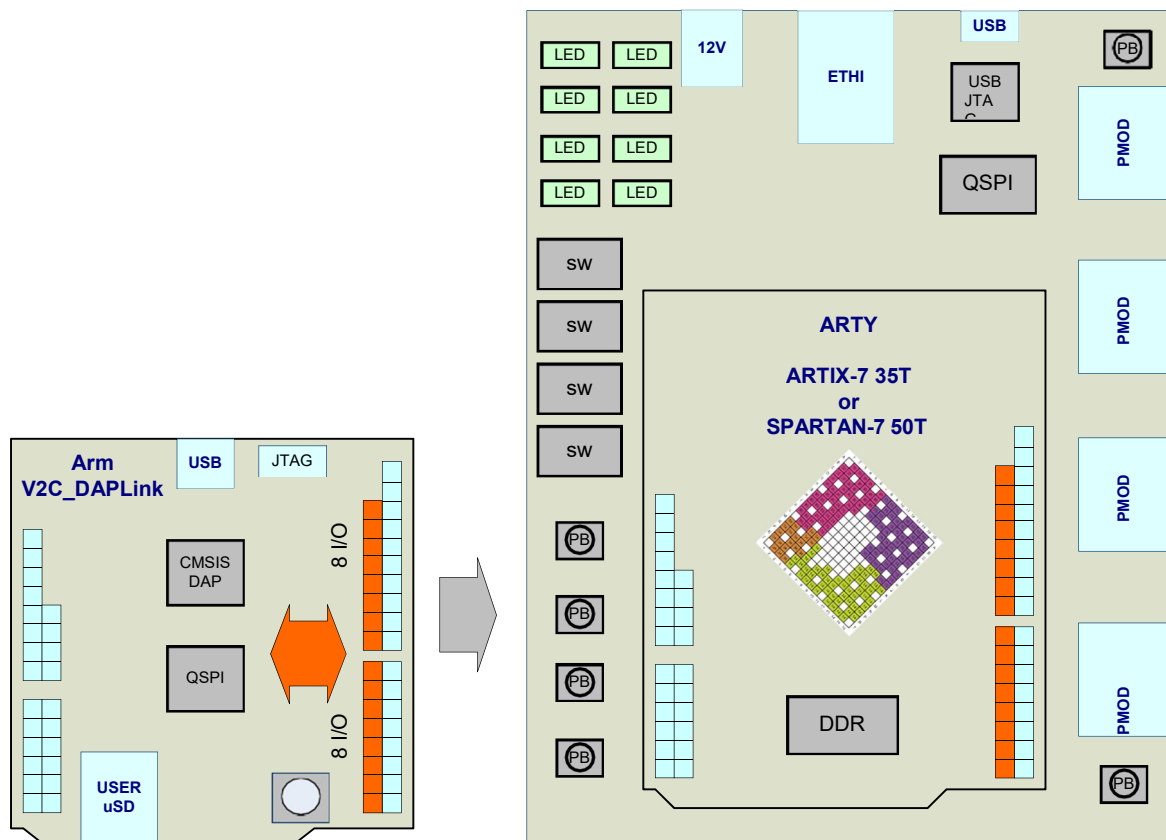 Arm
V2C_DAPLink
USB
JTAG
CMSIS
DAP
QSPI
8 I/O
8 I/O
USER
uSD
LED
LED
LED
LED
LED
LED
LED
LED
12V
ETHI
USB
USB
JTA
QSPI
PB
PMOD
PMOD
PMOD
PMOD
SW
SW
SW
SW
PB
PB
PB
PB
ARTY
ARTIX-7 35T
or
SPARTAN-7 50T
DDR
PB